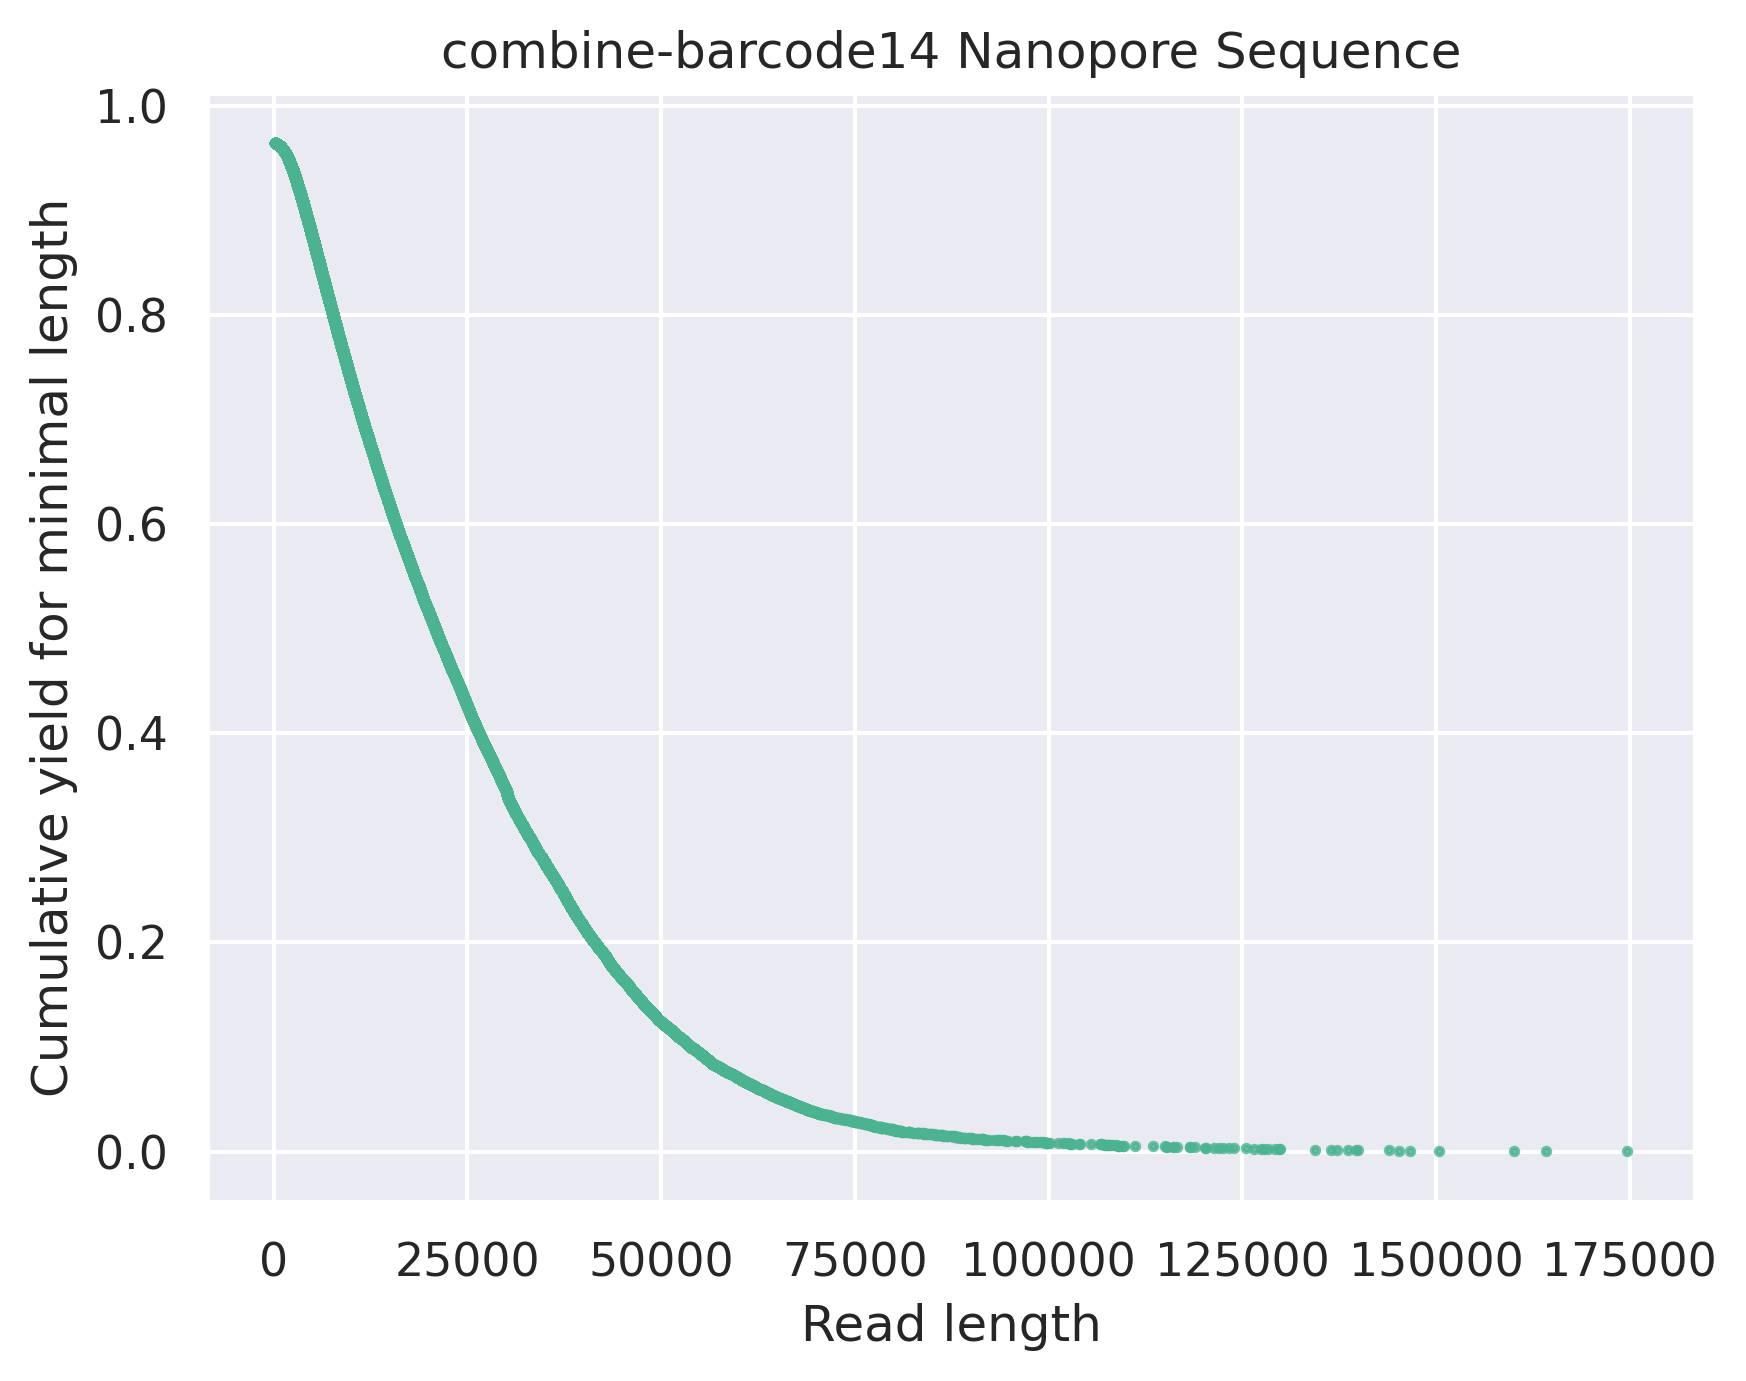 combine-barcode14 Nanopore Sequence
Cumulative yield for minimal length
1.0
0.8
0.6
0.4
0.2
0.0
0 25000 50000 75000 100000 125000 150000 175000
Read length